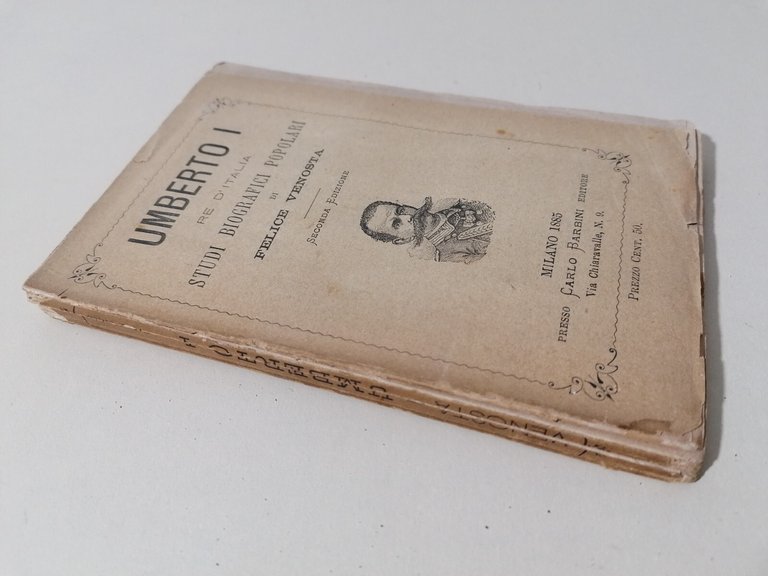 UMBERTO I
RE D'ITALIA
STUDI BIOGRAFICI POPOLARI
DI
FELICE VENOSTA
SECONDA EDIZIONE
MILANO 1885
PRESSO CARLO BARBINI EDITORE
Via Chiaravalle, N. 9.
PREZZO CENT. 50.
VENOSTA